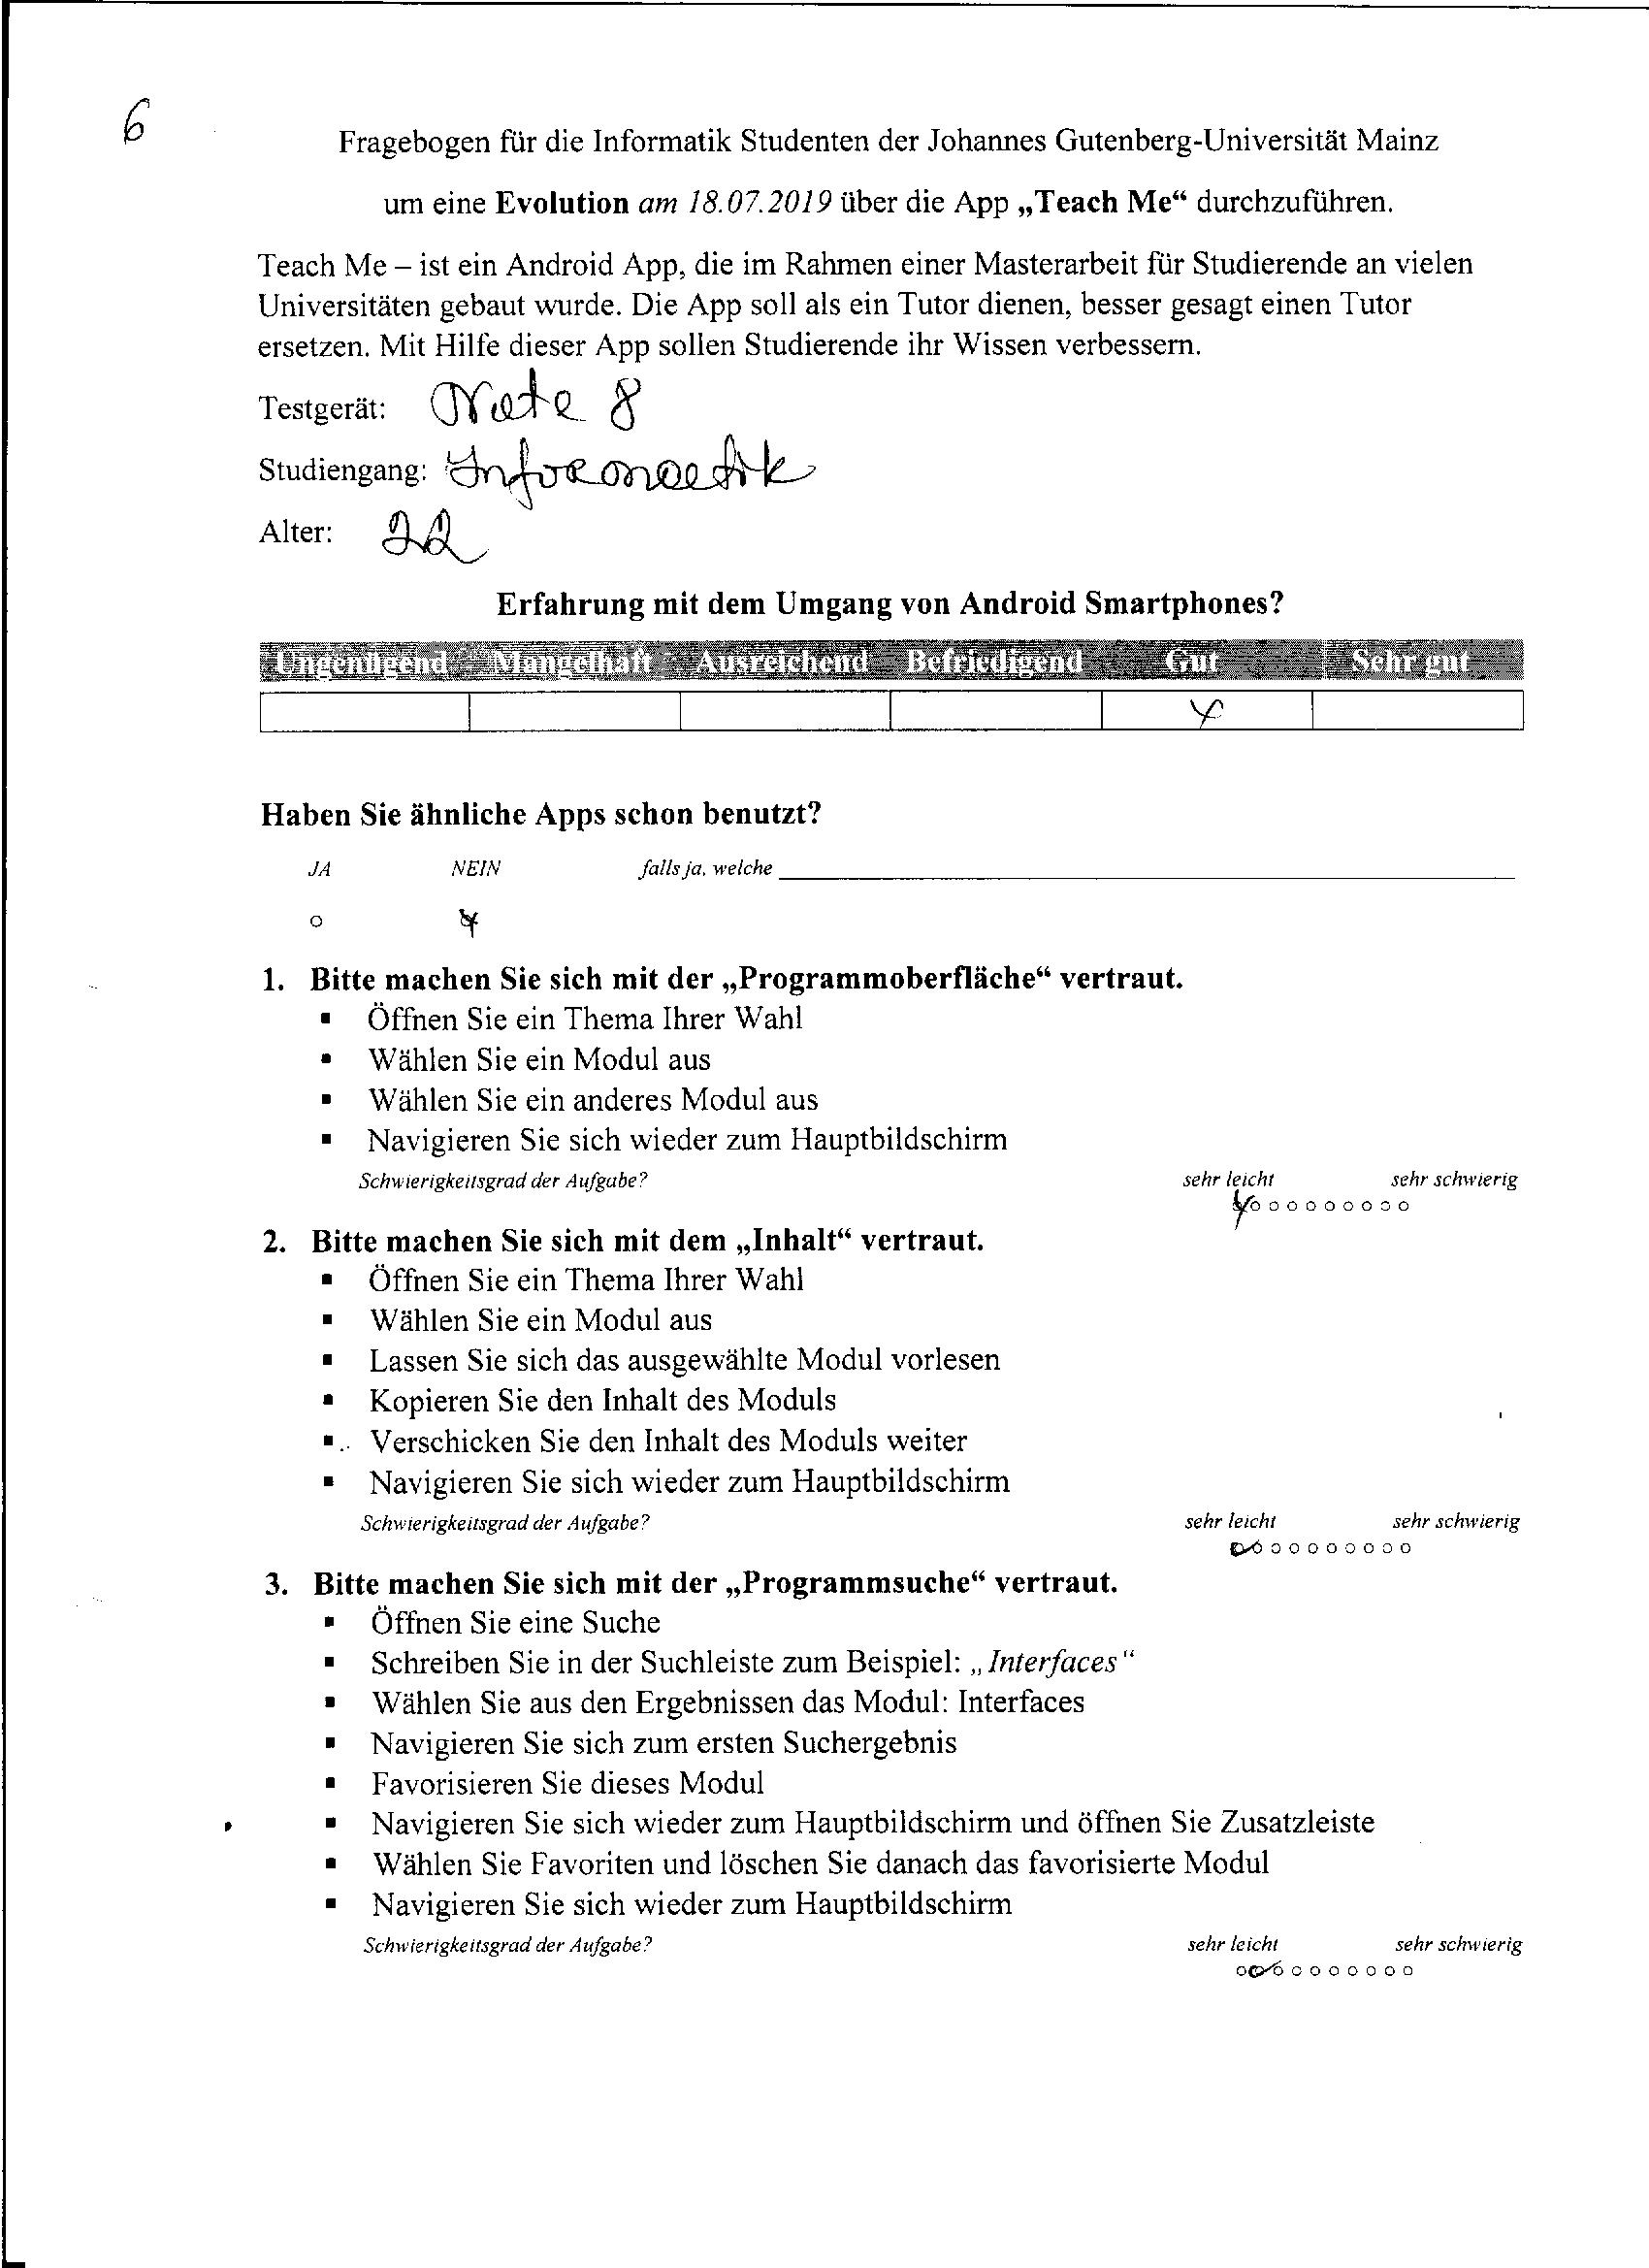 6
Fragebogen für die Informatik Studenten der Johannes Gutenberg-Universität Mainz
um eine Evolution am 18.07.2019 über die App „Teach Me“ durchzuführen.
Teach Me – ist ein Android App, die im Rahmen einer Masterarbeit für Studierende an vielen
Universitäten gebaut wurde. Die App soll als ein Tutor dienen, besser gesagt einen Tutor
ersetzen. Mit Hilfe dieser App sollen Studierende ihr Wissen verbessern.
Testgerät: Note 8
Studiengang: Informatik
Alter: 22
Erfahrung mit dem Umgang von Android Smartphones?
Ungenügend Mangelhaft Ausreichend Befriedigend Gut Sehr gut
Haben Sie ähnliche Apps schon benutzt?
JA NEIN falls ja, welche
1. Bitte machen Sie sich mit der „Programmoberfläche“ vertraut.
▪ Öffnen Sie ein Thema Ihrer Wahl
▪ Wählen Sie ein Modul aus
▪ Wählen Sie ein anderes Modul aus
▪ Navigieren Sie sich wieder zum Hauptbildschirm
Schwierigkeitsgrad der Aufgabe? sehr leicht sehr schwierig
2. Bitte machen Sie sich mit dem „Inhalt“ vertraut.
▪ Öffnen Sie ein Thema Ihrer Wahl
▪ Wählen Sie ein Modul aus
▪ Lassen Sie sich das ausgewählte Modul vorlesen
▪ Kopieren Sie den Inhalt des Moduls
▪ Verschicken Sie den Inhalt des Moduls weiter
▪ Navigieren Sie sich wieder zum Hauptbildschirm
Schwierigkeitsgrad der Aufgabe? sehr leicht sehr schwierig
3. Bitte machen Sie sich mit der „Programmsuche“ vertraut.
▪ Öffnen Sie eine Suche
▪ Schreiben Sie in der Suchleiste zum Beispiel: „Interfaces“
▪ Wählen Sie aus den Ergebnissen das Modul: Interfaces
▪ Navigieren Sie sich zum ersten Suchergebnis
▪ Favorisieren Sie dieses Modul
▪ Navigieren Sie sich wieder zum Hauptbildschirm und öffnen Sie Zusatzleiste
▪ Wählen Sie Favoriten und löschen Sie danach das favorisierte Modul
▪ Navigieren Sie sich wieder zum Hauptbildschirm
Schwierigkeitsgrad der Aufgabe? sehr leicht sehr schwierig